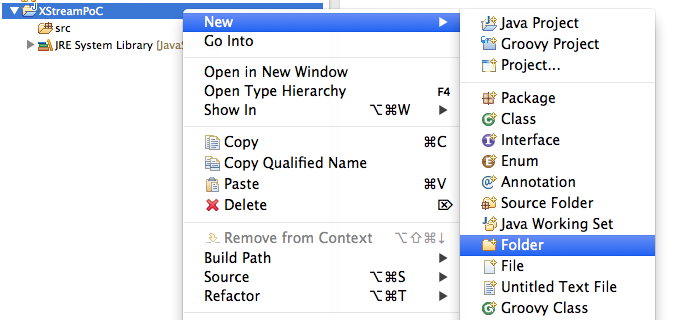 XStreamPoC
src
JRE System Library [JavaS
New
Go Into
Open in New Window
Open Type Hierarchy F4
Show In ⌥⌘W
Copy ⌘C
Copy Qualified Name
Paste ⌘V
Delete ⌦
Remove from Context ⌥⇧⌘↓
Build Path
Source ⌥⌘S
Refactor ⌥⌘T
Java Project
Groovy Project
Project...
Package
Class
Interface
Enum
Annotation
Source Folder
Java Working Set
Folder
File
Untitled Text File
Groovy Class